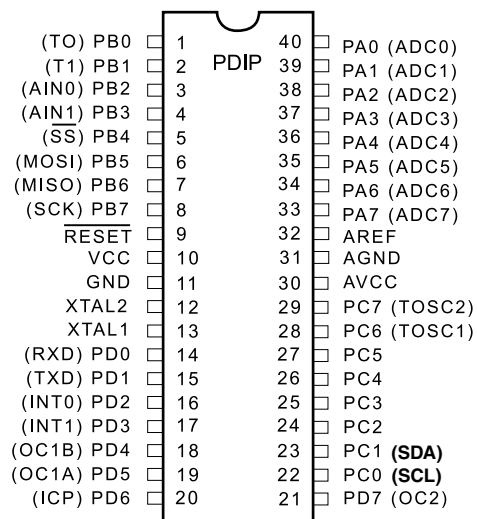 PDIP
(TO) PB0 1 40 PA0 (ADC0)
(T1) PB1 2 39 PA1 (ADC1)
(AIN0) PB2 3 38 PA2 (ADC2)
(AIN1) PB3 4 37 PA3 (ADC3)
(SS) PB4 5 36 PA4 (ADC4)
(MOSI) PB5 6 35 PA5 (ADC5)
(MISO) PB6 7 34 PA6 (ADC6)
(SCK) PB7 8 33 PA7 (ADC7)
RESET 9 32 AREF
VCC 10 31 AGND
GND 11 30 AVCC
XTAL2 12 29 PC7 (TOSC2)
XTAL1 13 28 PC6 (TOSC1)
(RXD) PD0 14 27 PC5
(TXD) PD1 15 26 PC4
(INT0) PD2 16 25 PC3
(INT1) PD3 17 24 PC2
(OC1B) PD4 18 23 PC1 (SDA)
(OC1A) PD5 19 22 PC0 (SCL)
(ICP) PD6 20 21 PD7 (OC2)